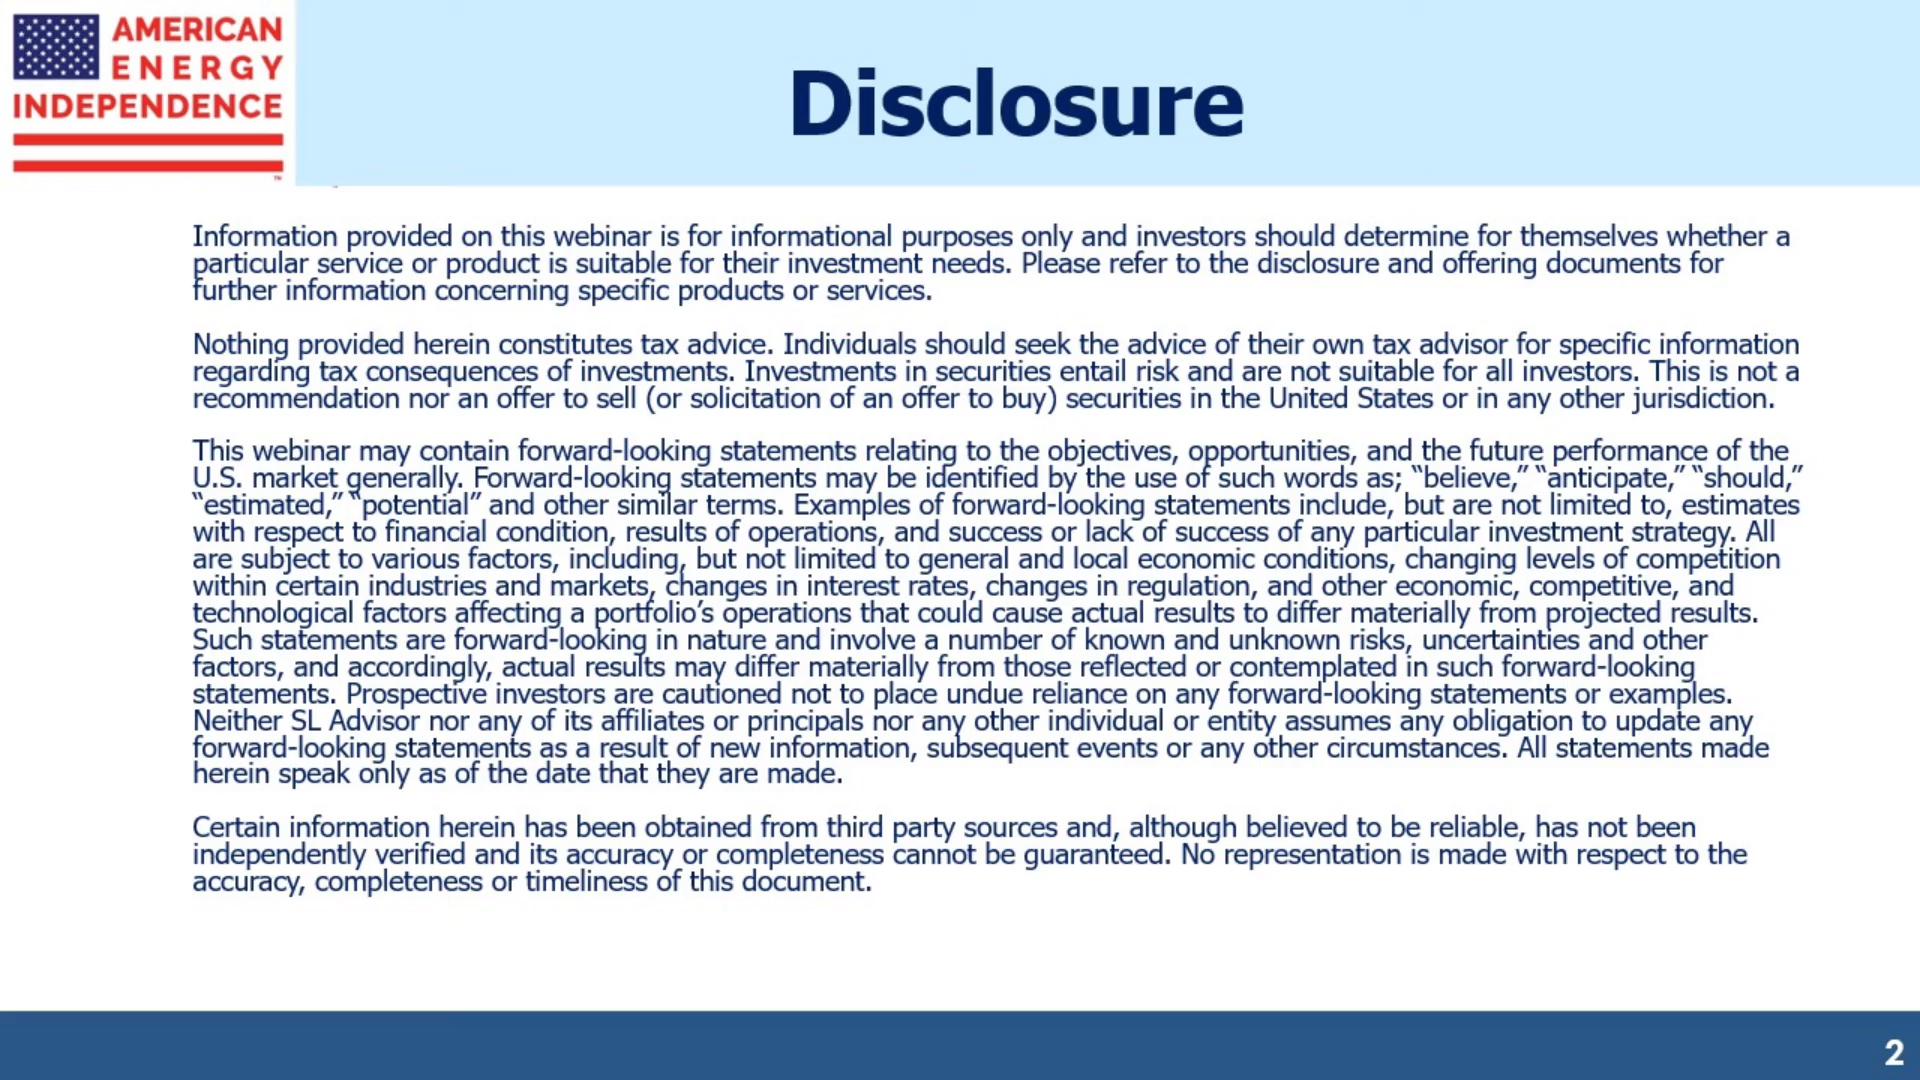 AMERICAN
ENERGY
INDEPENDENCE
TM
Disclosure
Information provided on this webinar is for informational purposes only and investors should determine for themselves whether a
particular service or product is suitable for their investment needs. Please refer to the disclosure and offering documents for
further information concerning specific products or services.
Nothing provided herein constitutes tax advice. Individuals should seek the advice of their own tax advisor for specific information
regarding tax consequences of investments. Investments in securities entail risk and are not suitable for all investors. This is not a
recommendation nor an offer to sell (or solicitation of an offer to buy) securities in the United States or in any other jurisdiction.
This webinar may contain forward-looking statements relating to the objectives, opportunities, and the future performance of the
U.S. market generally. Forward-looking statements may be identified by the use of such words as; “believe,” “anticipate,” “should,”
“estimated,” “potential” and other similar terms. Examples of forward-looking statements include, but are not limited to, estimates
with respect to financial condition, results of operations, and success or lack of success of any particular investment strategy. All
are subject to various factors, including, but not limited to general and local economic conditions, changing levels of competition
within certain industries and markets, changes in interest rates, changes in regulation, and other economic, competitive, and
technological factors affecting a portfolio’s operations that could cause actual results to differ materially from projected results.
Such statements are forward-looking in nature and involve a number of known and unknown risks, uncertainties and other
factors, and accordingly, actual results may differ materially from those reflected or contemplated in such forward-looking
statements. Prospective investors are cautioned not to place undue reliance on any forward-looking statements or examples.
Neither SL Advisor nor any of its affiliates or principals nor any other individual or entity assumes any obligation to update any
forward-looking statements as a result of new information, subsequent events or any other circumstances. All statements made
herein speak only as of the date that they are made.
Certain information herein has been obtained from third party sources and, although believed to be reliable, has not been
independently verified and its accuracy or completeness cannot be guaranteed. No representation is made with respect to the
accuracy, completeness or timeliness of this document.
2